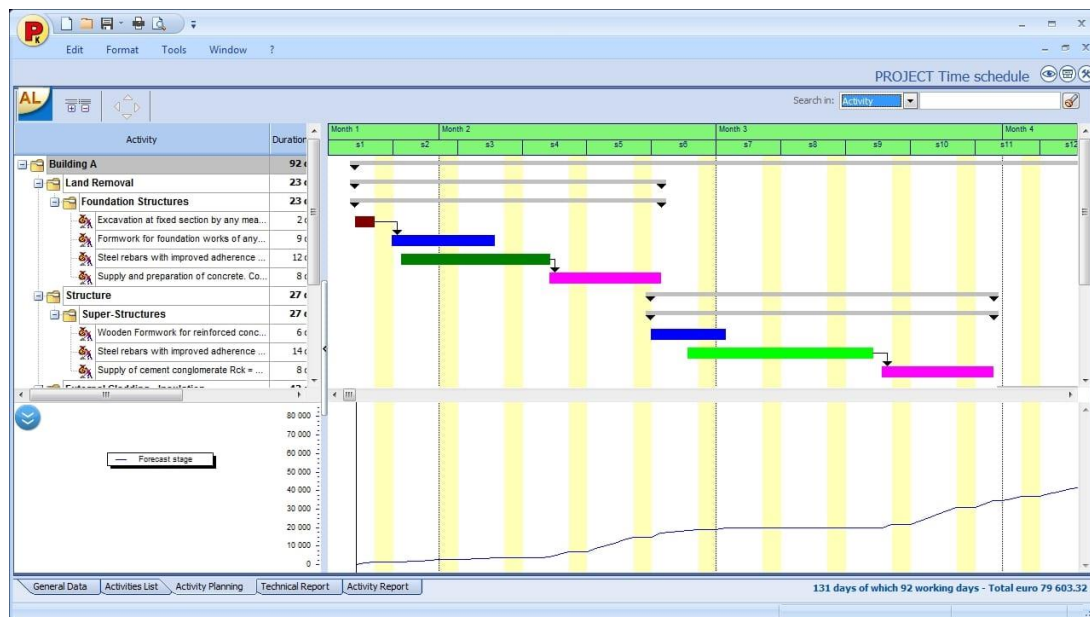 PK
Edit Format Tools Window ?
PROJECT Time schedule
AL
Search in: Activity
Activity Duration
Month 1 Month 2 Month 3 Month 4
s1 s2 s3 s4 s5 s6 s7 s8 s9 s10 s11 s12
Building A 92 d
Land Removal 23 d
Foundation Structures 23 d
Excavation at fixed section by any mea... 2 d
Formwork for foundation works of any... 9 d
Steel rebars with improved adherence ... 12 d
Supply and preparation of concrete. Co... 8 d
Structure 27 d
Super-Structures 27 d
Wooden Formwork for reinforced conc... 6 d
Steel rebars with improved adherence ... 14 d
Supply of cement conglomerate Rck = ... 8 d
80 000
70 000
60 000
50 000
40 000
30 000
20 000
10 000
0
Forecast stage
General Data Activities List Activity Planning Technical Report Activity Report
131 days of which 92 working days - Total euro 79 603.32